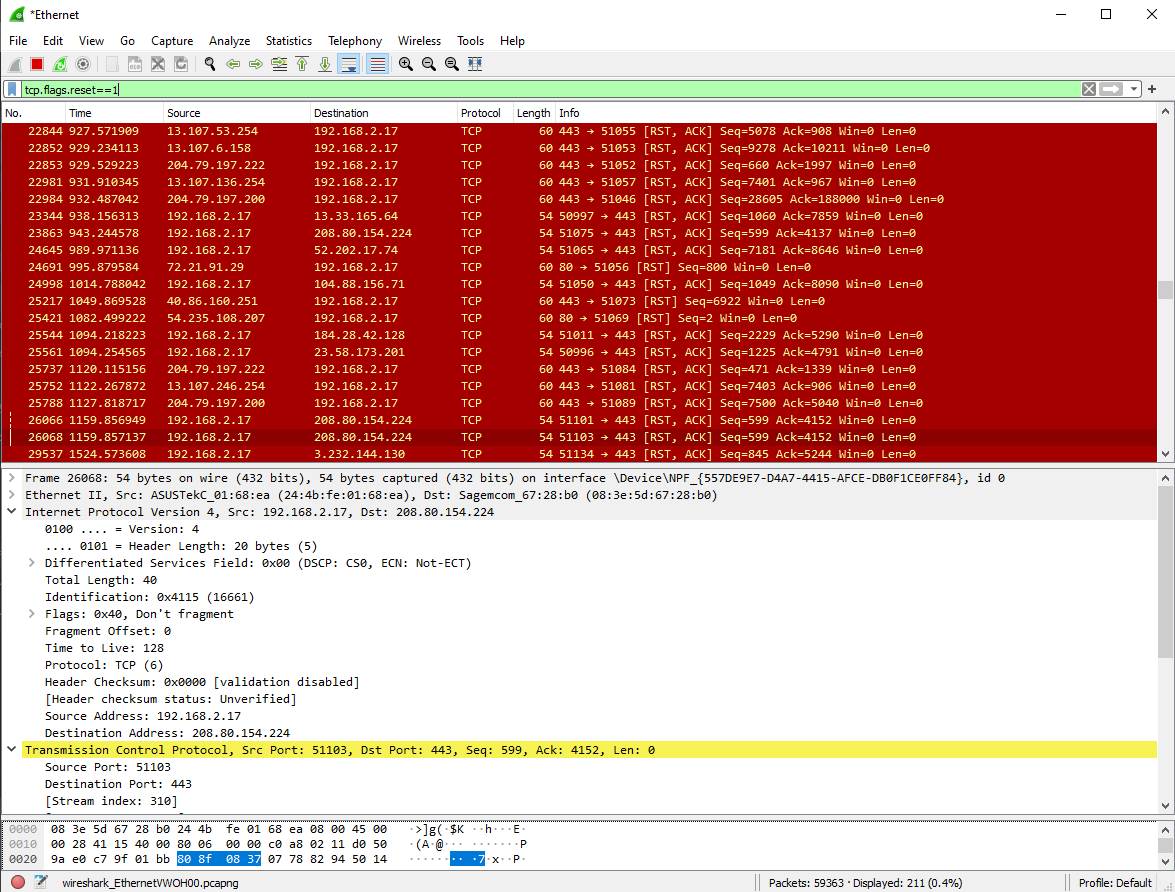 *Ethernet
File Edit View Go Capture Analyze Statistics Telephony Wireless Tools Help
tcp.flags.reset==1
No. Time Source Destination Protocol Length Info
22844 927.571909 13.107.53.254 192.168.2.17 TCP 60 443 → 51055 [RST, ACK] Seq=5078 Ack=908 Win=0 Len=0
22852 929.234113 13.107.6.158 192.168.2.17 TCP 60 443 → 51053 [RST, ACK] Seq=9278 Ack=10211 Win=0 Len=0
22853 929.529223 204.79.197.222 192.168.2.17 TCP 60 443 → 51052 [RST, ACK] Seq=660 Ack=1997 Win=0 Len=0
22981 931.910345 13.107.136.254 192.168.2.17 TCP 60 443 → 51057 [RST, ACK] Seq=7401 Ack=967 Win=0 Len=0
22984 932.487042 204.79.197.200 192.168.2.17 TCP 60 443 → 51046 [RST, ACK] Seq=28605 Ack=188000 Win=0 Len=0
23344 938.156313 192.168.2.17 13.33.165.64 TCP 54 50997 → 443 [RST, ACK] Seq=1060 Ack=7859 Win=0 Len=0
23863 943.244578 192.168.2.17 208.80.154.224 TCP 54 51075 → 443 [RST, ACK] Seq=599 Ack=4137 Win=0 Len=0
24645 989.971136 192.168.2.17 52.202.17.74 TCP 54 51065 → 443 [RST, ACK] Seq=7181 Ack=8646 Win=0 Len=0
24691 995.879584 72.21.91.29 192.168.2.17 TCP 60 80 → 51056 [RST] Seq=800 Win=0 Len=0
24998 1014.788042 192.168.2.17 104.88.156.71 TCP 54 51050 → 443 [RST, ACK] Seq=1049 Ack=8090 Win=0 Len=0
25217 1049.869528 40.86.160.251 192.168.2.17 TCP 60 443 → 51073 [RST] Seq=6922 Win=0 Len=0
25421 1082.499222 54.235.108.207 192.168.2.17 TCP 60 80 → 51069 [RST] Seq=2 Win=0 Len=0
25544 1094.218223 192.168.2.17 184.28.42.128 TCP 54 51011 → 443 [RST, ACK] Seq=2229 Ack=5290 Win=0 Len=0
25561 1094.254565 192.168.2.17 23.58.173.201 TCP 54 50996 → 443 [RST, ACK] Seq=1225 Ack=4791 Win=0 Len=0
25737 1120.115156 204.79.197.222 192.168.2.17 TCP 60 443 → 51084 [RST, ACK] Seq=471 Ack=1339 Win=0 Len=0
25752 1122.267872 13.107.246.254 192.168.2.17 TCP 60 443 → 51081 [RST, ACK] Seq=7403 Ack=906 Win=0 Len=0
25788 1127.818717 204.79.197.200 192.168.2.17 TCP 60 443 → 51089 [RST, ACK] Seq=7500 Ack=5040 Win=0 Len=0
26066 1159.856949 192.168.2.17 208.80.154.224 TCP 54 51101 → 443 [RST, ACK] Seq=599 Ack=4152 Win=0 Len=0
26068 1159.857137 192.168.2.17 208.80.154.224 TCP 54 51103 → 443 [RST, ACK] Seq=599 Ack=4152 Win=0 Len=0
29537 1524.573608 192.168.2.17 3.232.144.130 TCP 54 51134 → 443 [RST, ACK] Seq=845 Ack=5244 Win=0 Len=0
Frame 26068: 54 bytes on wire (432 bits), 54 bytes captured (432 bits) on interface \Device\NPF_{557DE9E7-D4A7-4415-AFCE-DB0F1CE0FF84}, id 0
Ethernet II, Src: ASUSTekC_01:68:ea (24:4b:fe:01:68:ea), Dst: Sagemcom_67:28:b0 (08:3e:5d:67:28:b0)
Internet Protocol Version 4, Src: 192.168.2.17, Dst: 208.80.154.224
0100 .... = Version: 4
.... 0101 = Header Length: 20 bytes (5)
Differentiated Services Field: 0x00 (DSCP: CS0, ECN: Not-ECT)
Total Length: 40
Identification: 0x4115 (16661)
Flags: 0x40, Don't fragment
Fragment Offset: 0
Time to Live: 128
Protocol: TCP (6)
Header Checksum: 0x0000 [validation disabled]
[Header checksum status: Unverified]
Source Address: 192.168.2.17
Destination Address: 208.80.154.224
Transmission Control Protocol, Src Port: 51103, Dst Port: 443, Seq: 599, Ack: 4152, Len: 0
Source Port: 51103
Destination Port: 443
[Stream index: 310]
0000 08 3e 5d 67 28 b0 24 4b fe 01 68 ea 08 00 45 00 ·>]g(·$K ··h···E·
0010 00 28 41 15 40 00 80 06 00 00 c0 a8 02 11 d0 50 ·(A·@··· ·······P
0020 9a e0 c7 9f 01 bb 80 8f 08 37 07 78 82 94 50 14 ········ ·7·x··P·
wireshark_EthernetVWOH00.pcapng Packets: 59363 · Displayed: 211 (0.4%) Profile: Default